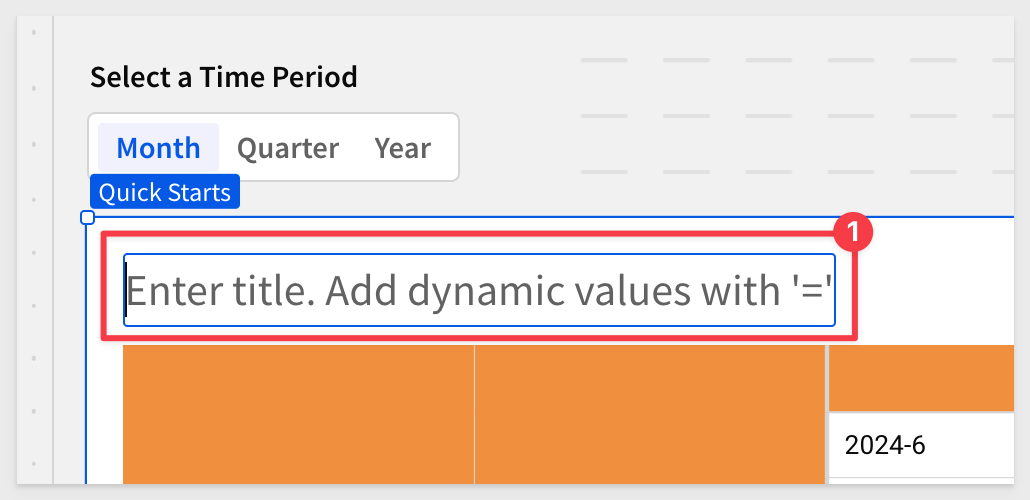 Select a Time Period
Month Quarter Year
Quick Starts
1
Enter title. Add dynamic values with '='
2024-6